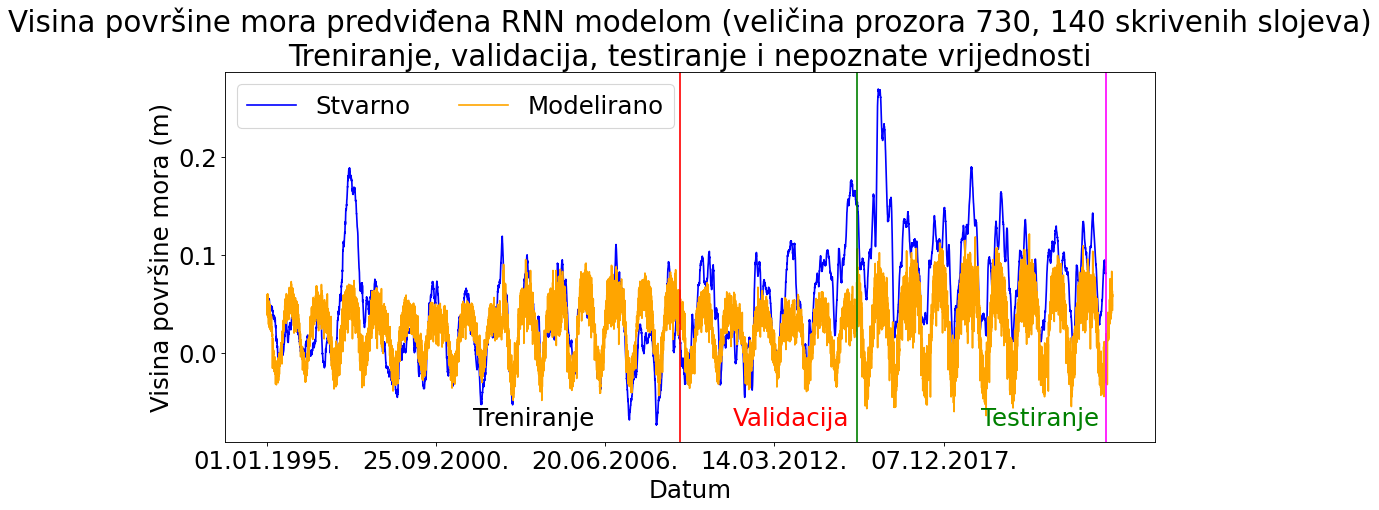 Visina površine mora predviđena RNN modelom (veličina prozora 730, 140 skrivenih slojeva)
Treniranje, validacija, testiranje i nepoznate vrijednosti
Stvarno Modelirano
Visina površine mora (m)
0.2
0.1
0.0
Treniranje Validacija Testiranje
01.01.1995. 25.09.2000. 20.06.2006. 14.03.2012. 07.12.2017.
Datum